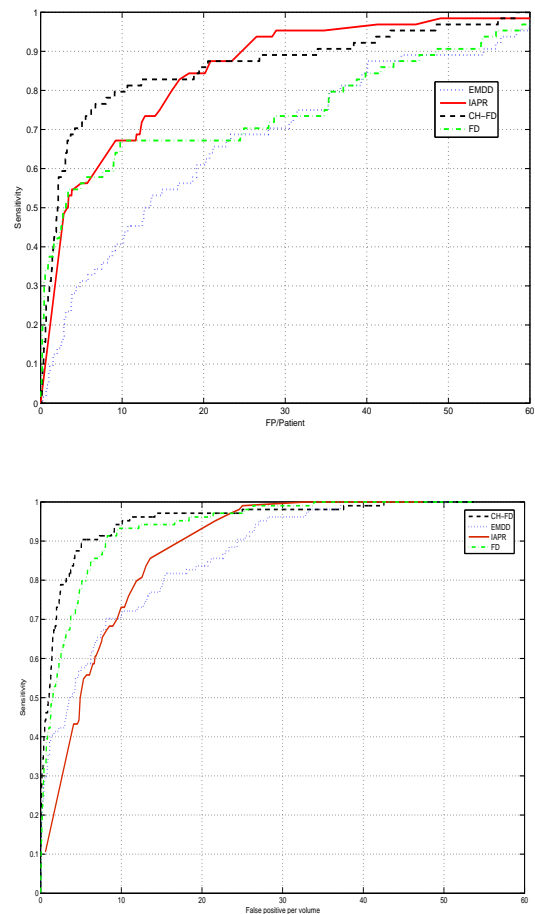 1
0.9
0.8
0.7
0.6
0.5
0.4
0.3
0.2
0.1
0
Sensitivity
EMDD
IAPR
CH-FD
FD
0 10 20 30 40 50 60
FP/Patient
1
0.9
0.8
0.7
0.6
0.5
0.4
0.3
0.2
0.1
0
Sensitivity
CH-FD
EMDD
IAPR
FD
0 10 20 30 40 50 60
False positive per volume